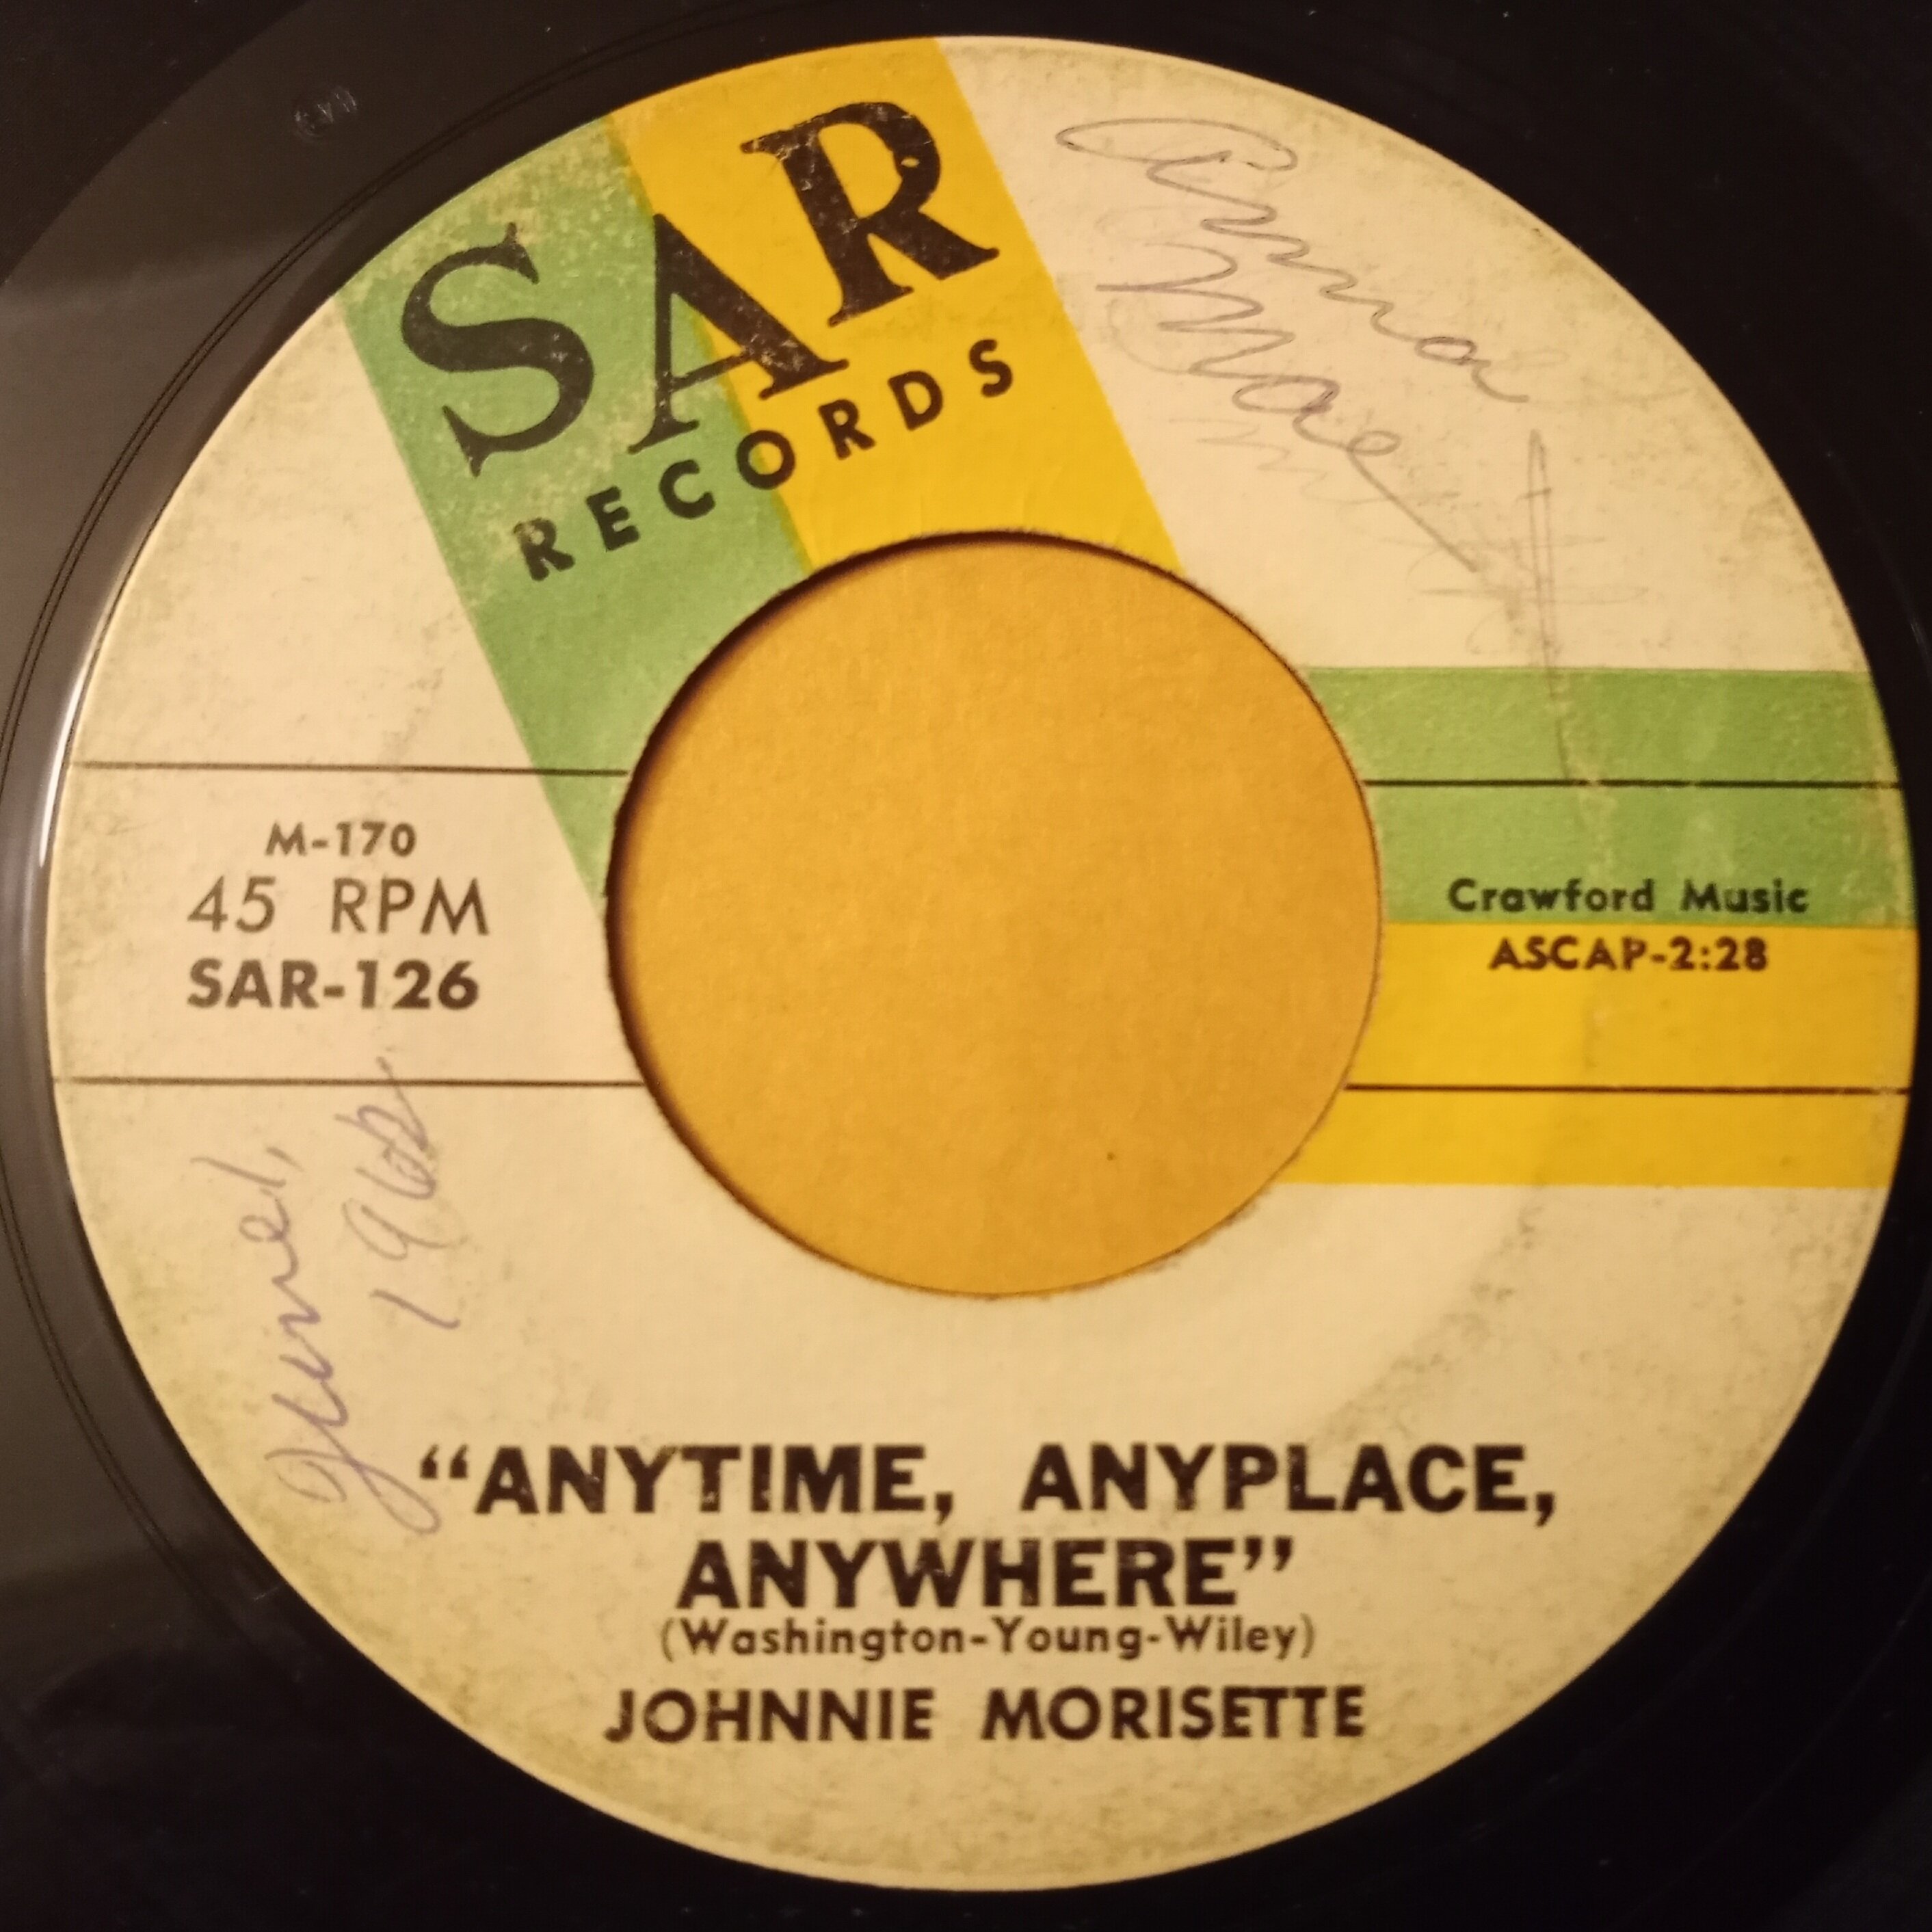 SAR
RECORDS
Anna
Mae
M-170
45 RPM
SAR-126
Crawford Music
ASCAP-2:28
June 1,
1962
“ANYTIME, ANYPLACE,
ANYWHERE”
(Washington-Young-Wiley)
JOHNNIE MORISETTE